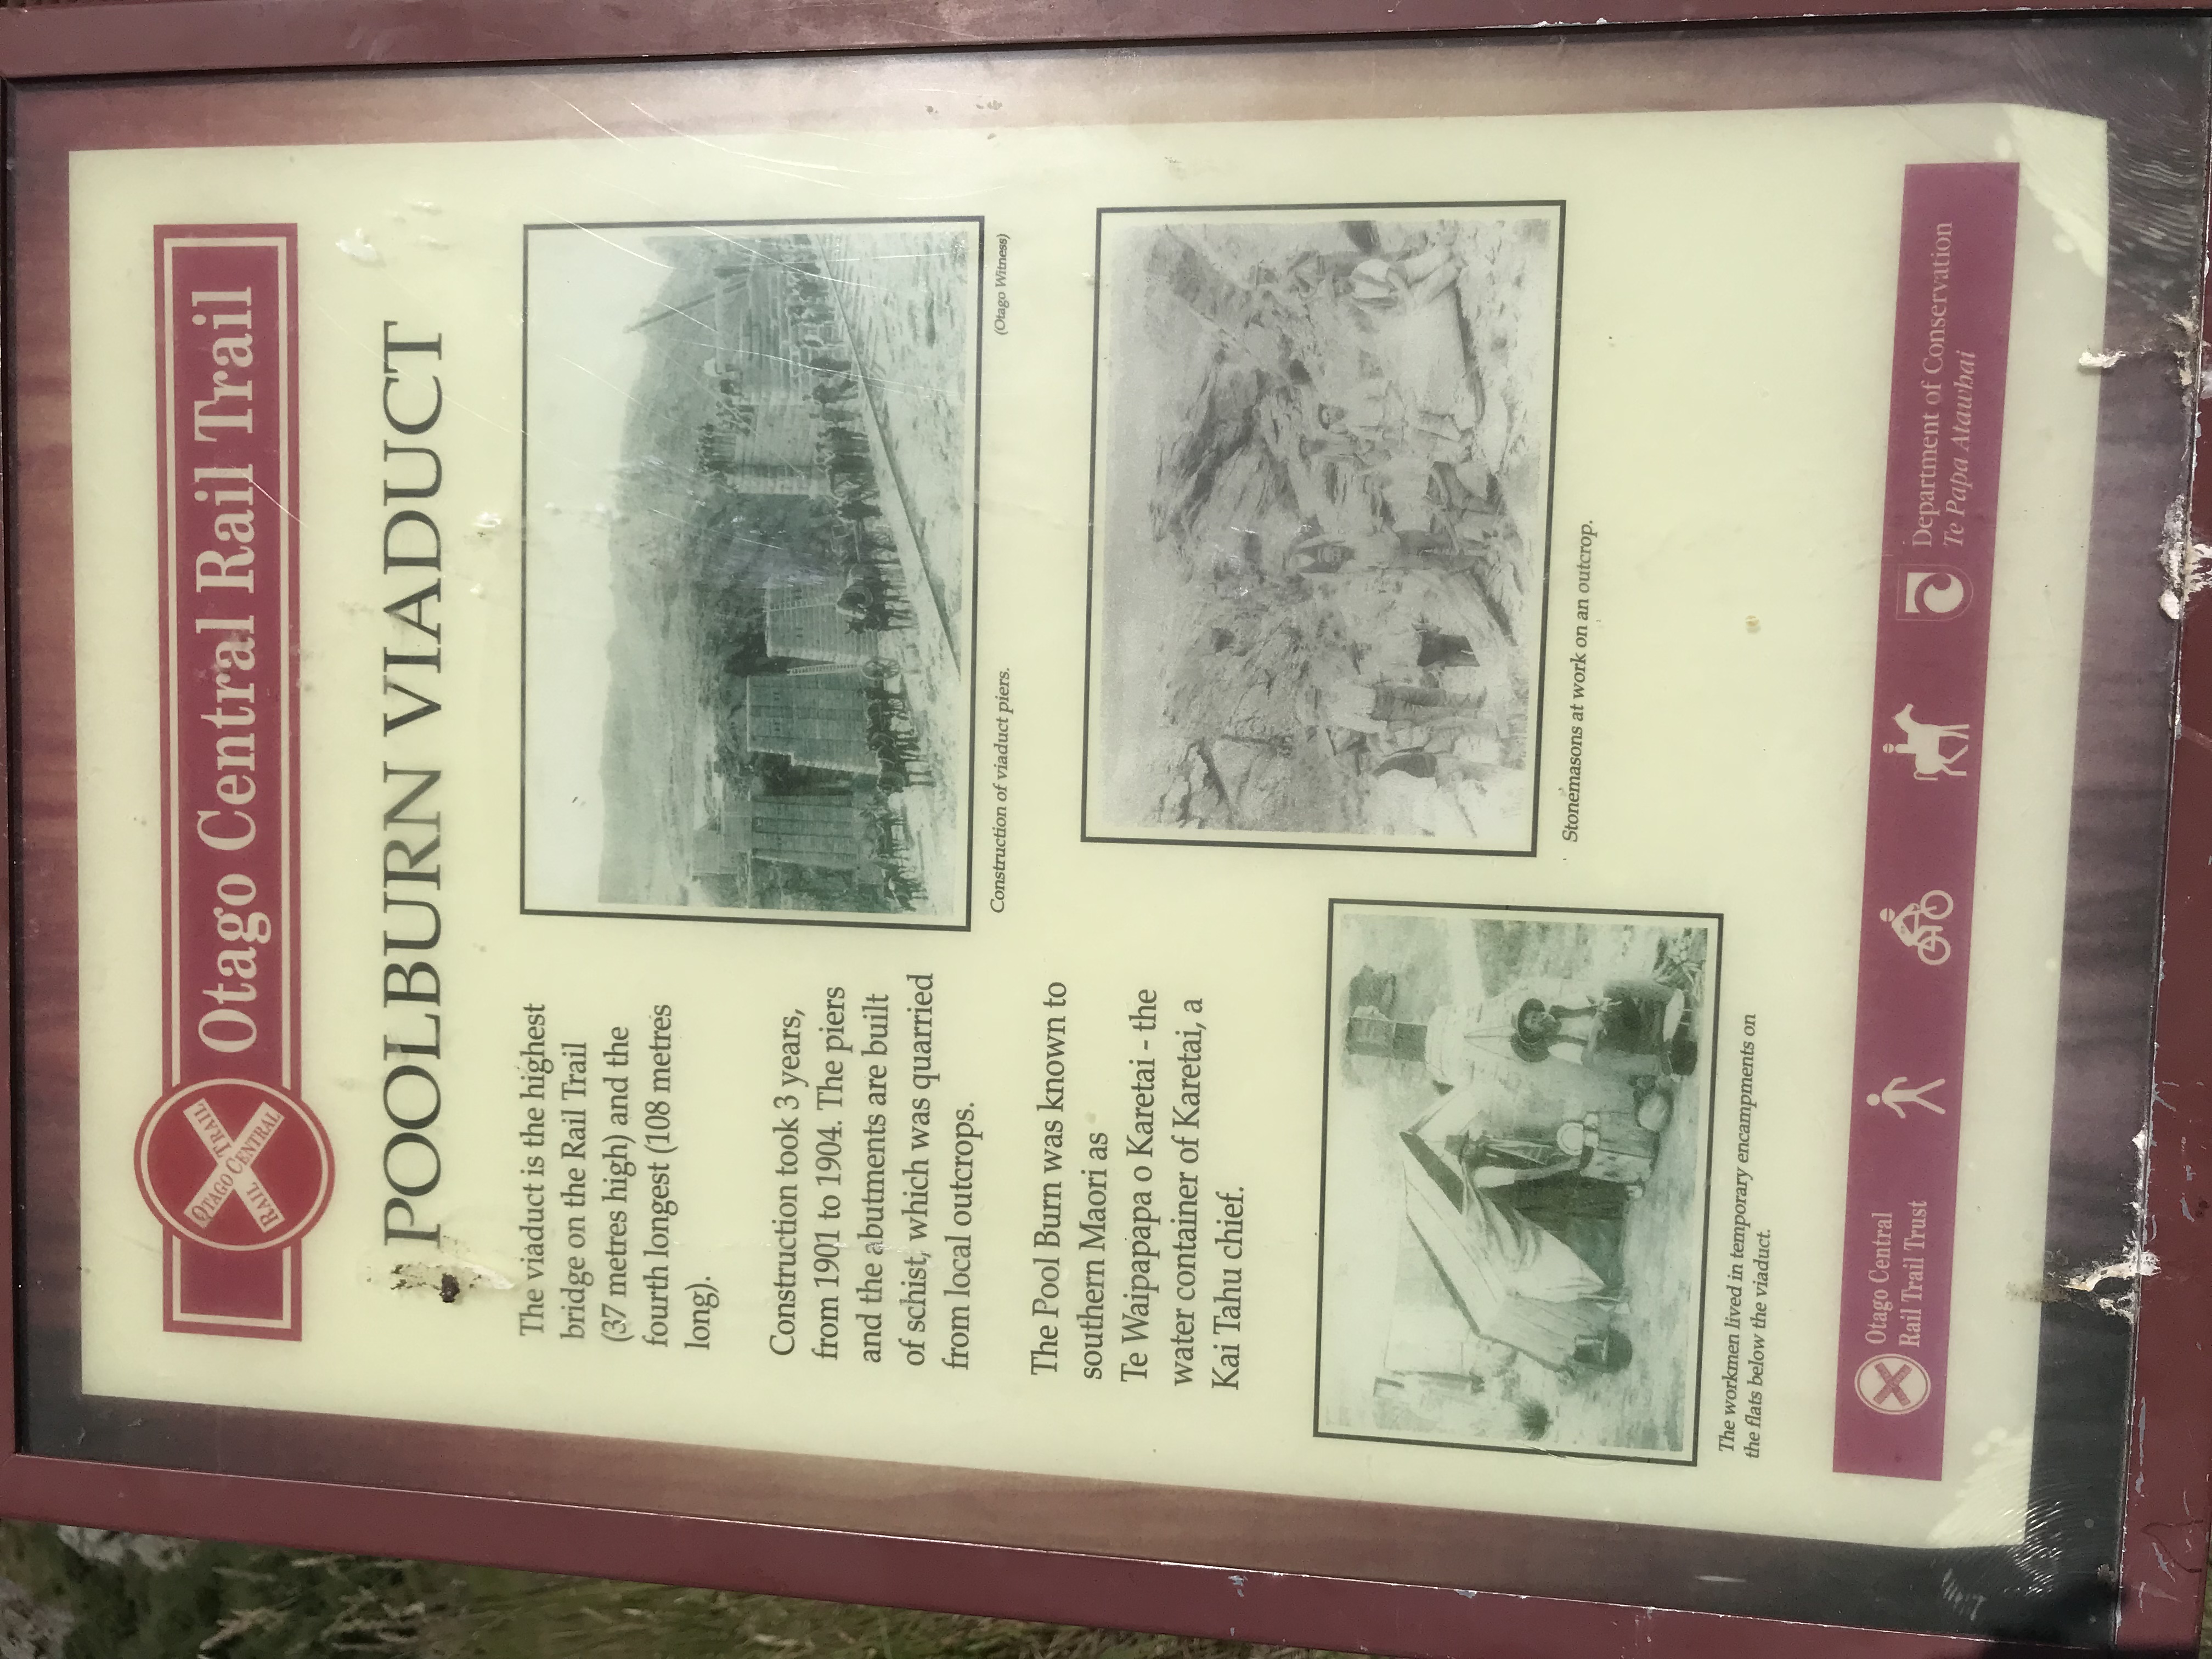 Otago Central Rail Trail
OTAGO CENTRAL
RAIL TRAIL
POOLBURN VIADUCT
The viaduct is the highest
bridge on the Rail Trail
(37 metres high) and the
fourth longest (108 metres
long).
Construction took 3 years,
from 1901 to 1904. The piers
and the abutments are built
of schist, which was quarried
from local outcrops.
The Pool Burn was known to
southern Maori as
Te Waipapapa o Karetai - the
water container of Karetai, a
Kai Tahu chief.
Construction of viaduct piers.
(Otago Witness)
Stonemasons at work on an outcrop.
The workmen lived in temporary encampments on
the flats below the viaduct.
Otago Central
Rail Trail Trust
Department of Conservation
Te Papa Atawhai